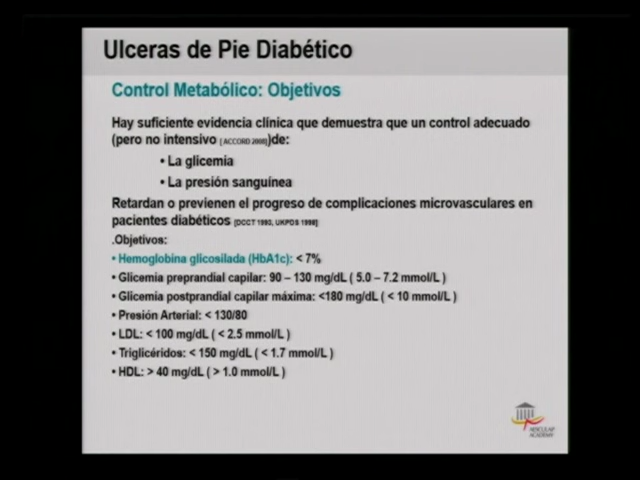 Ulceras de Pie Diabético
Control Metabólico: Objetivos
Hay suficiente evidencia clínica que demuestra que un control adecuado
(pero no intensivo [ ACCORD 2008] )de:
• La glicemia
• La presión sanguínea
Retardan o previenen el progreso de complicaciones microvasculares en
pacientes diabéticos [DCCT 1993, UKPDS 1998]
.Objetivos:
• Hemoglobina glicosilada (HbA1c): < 7%
• Glicemia preprandial capilar: 90 – 130 mg/dL ( 5.0 – 7.2 mmol/L )
• Glicemia postprandial capilar máxima: <180 mg/dL ( < 10 mmol/L )
• Presión Arterial: < 130/80
• LDL: < 100 mg/dL ( < 2.5 mmol/L )
• Triglicéridos: < 150 mg/dL ( < 1.7 mmol/L )
• HDL: > 40 mg/dL ( > 1.0 mmol/L )
AESCULAP
ACADEMY